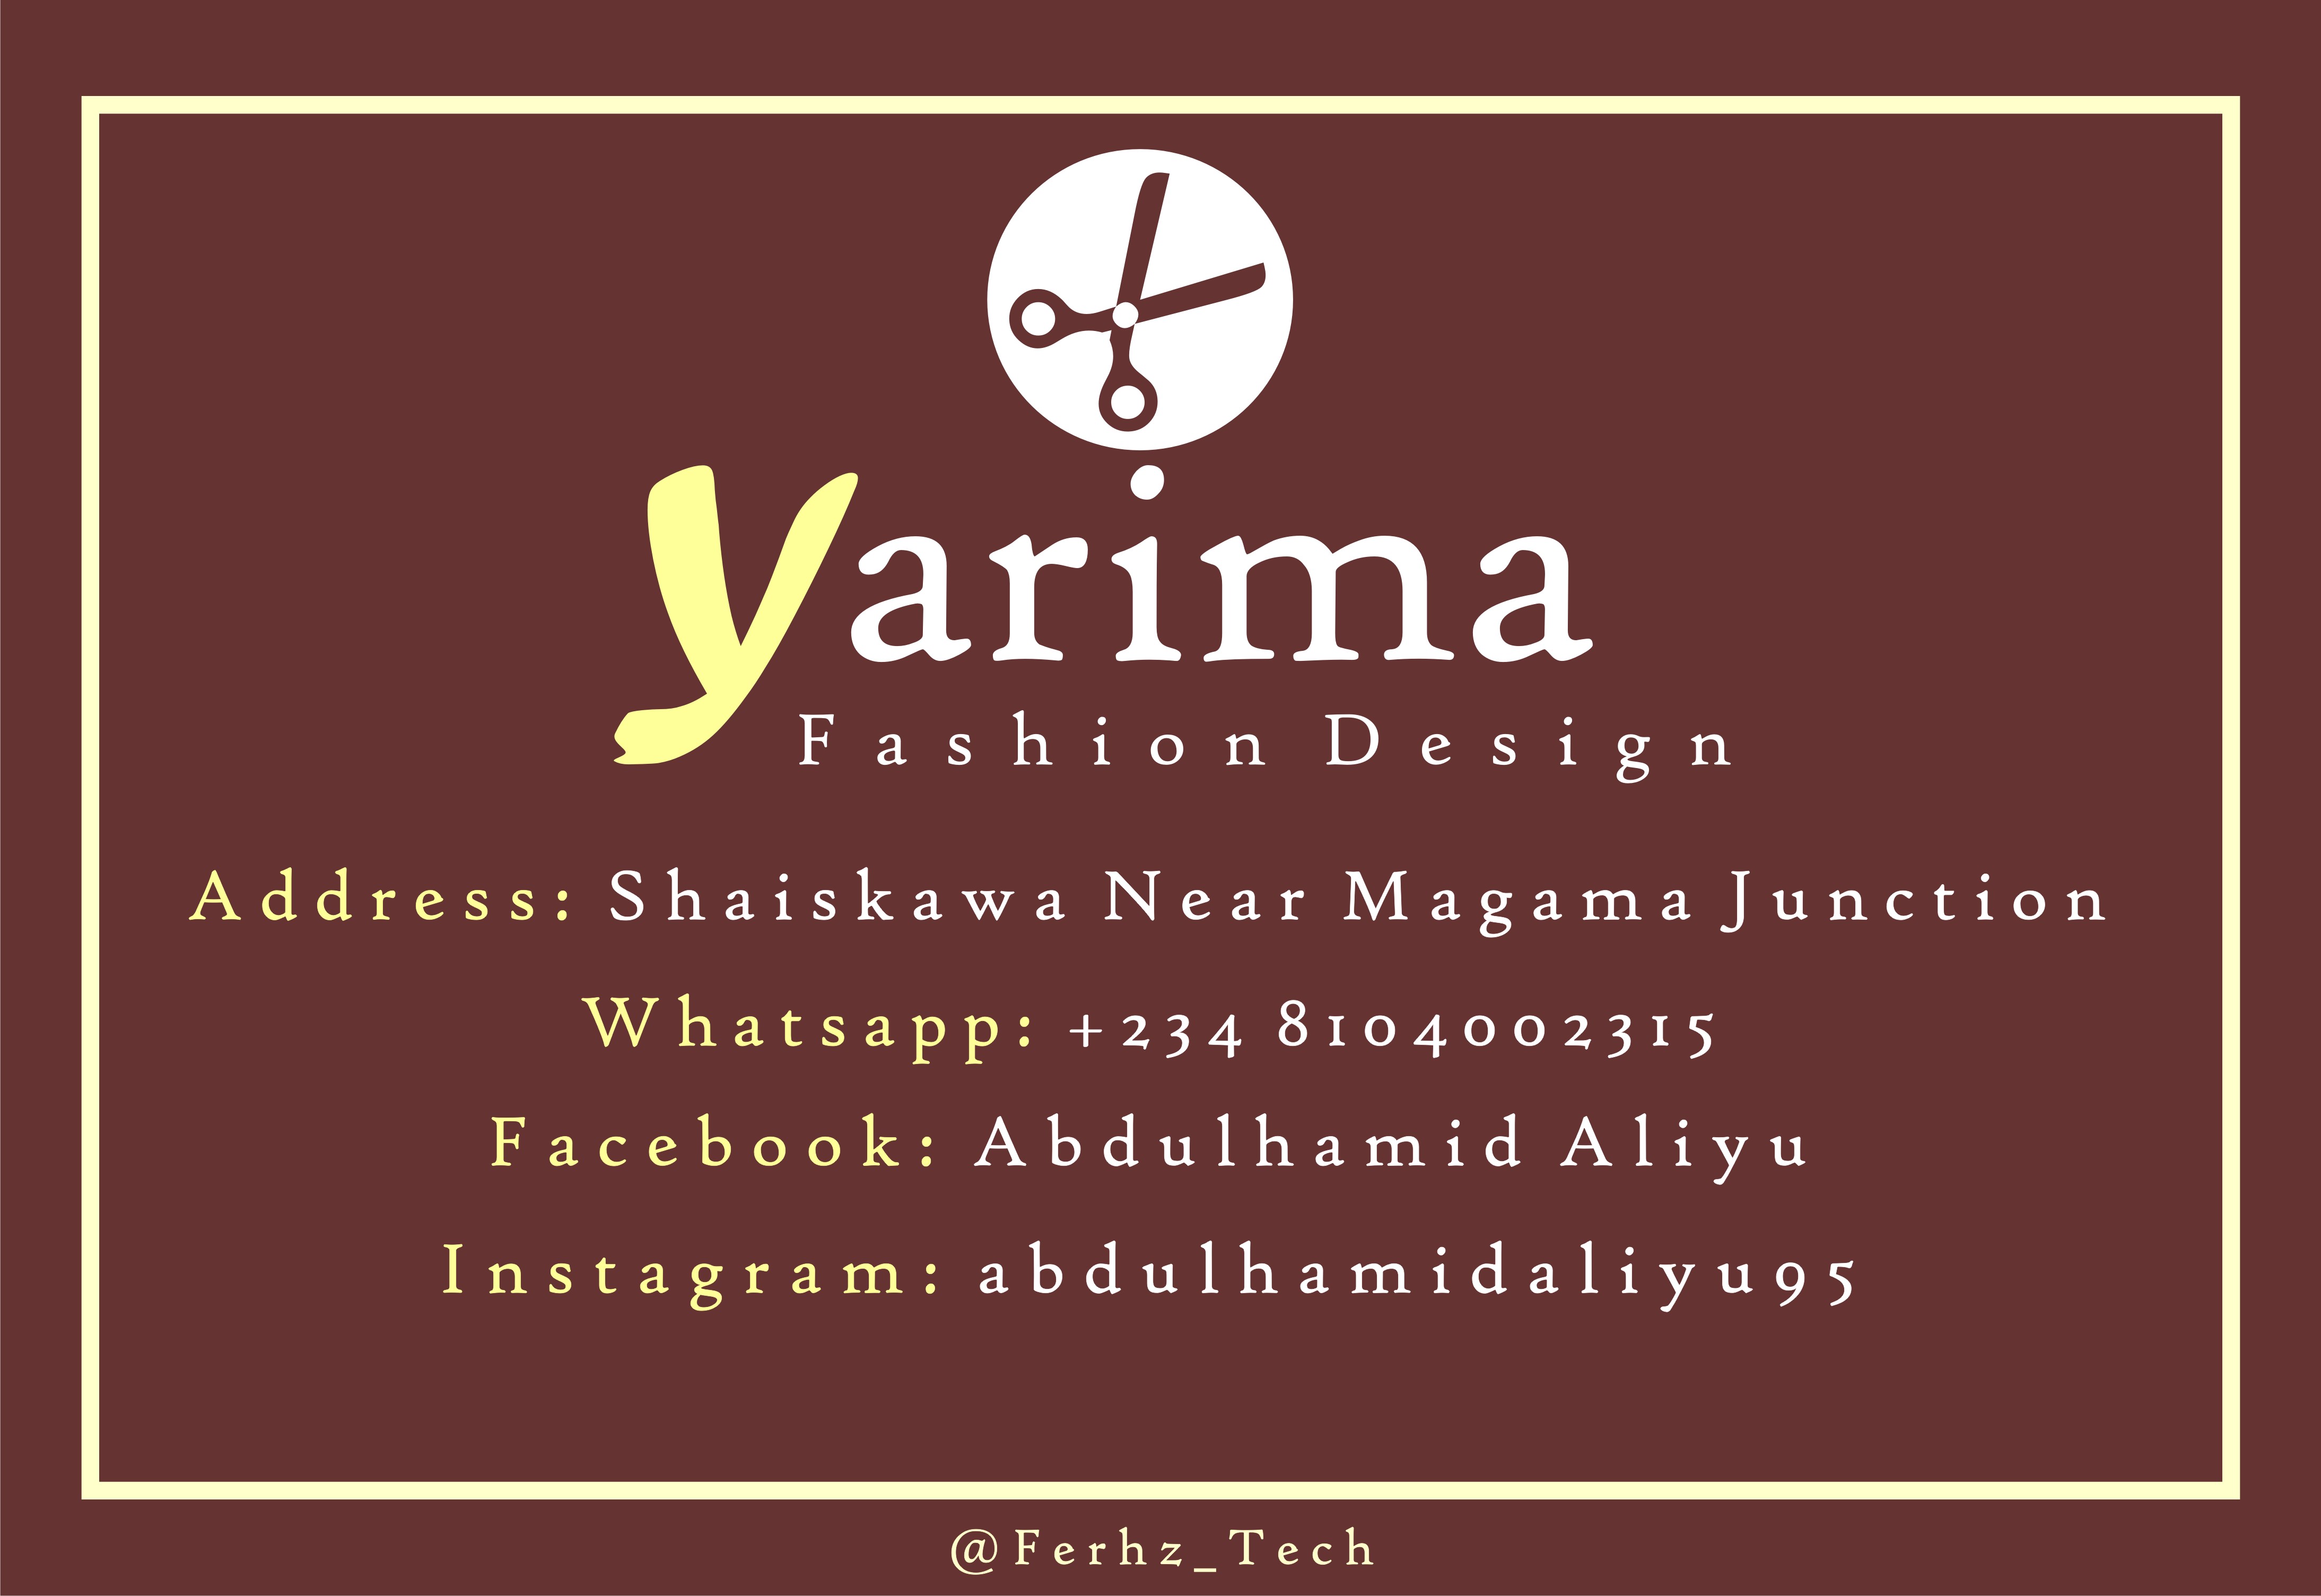 yarima
Fashion Design
Address: Shaiskawa Near Magama Junction
Whatsapp: +234 8104002315
Facebook: Abdulhamid Aliyu
Instagram: abdulhamidaliyu95
@Ferhz_Tech